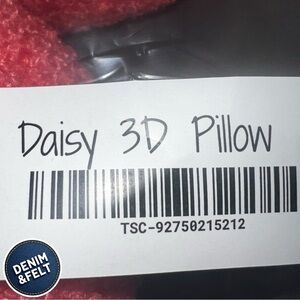 Daisy 3D Pillow
TSC-92750215212
DENIM
&FELT